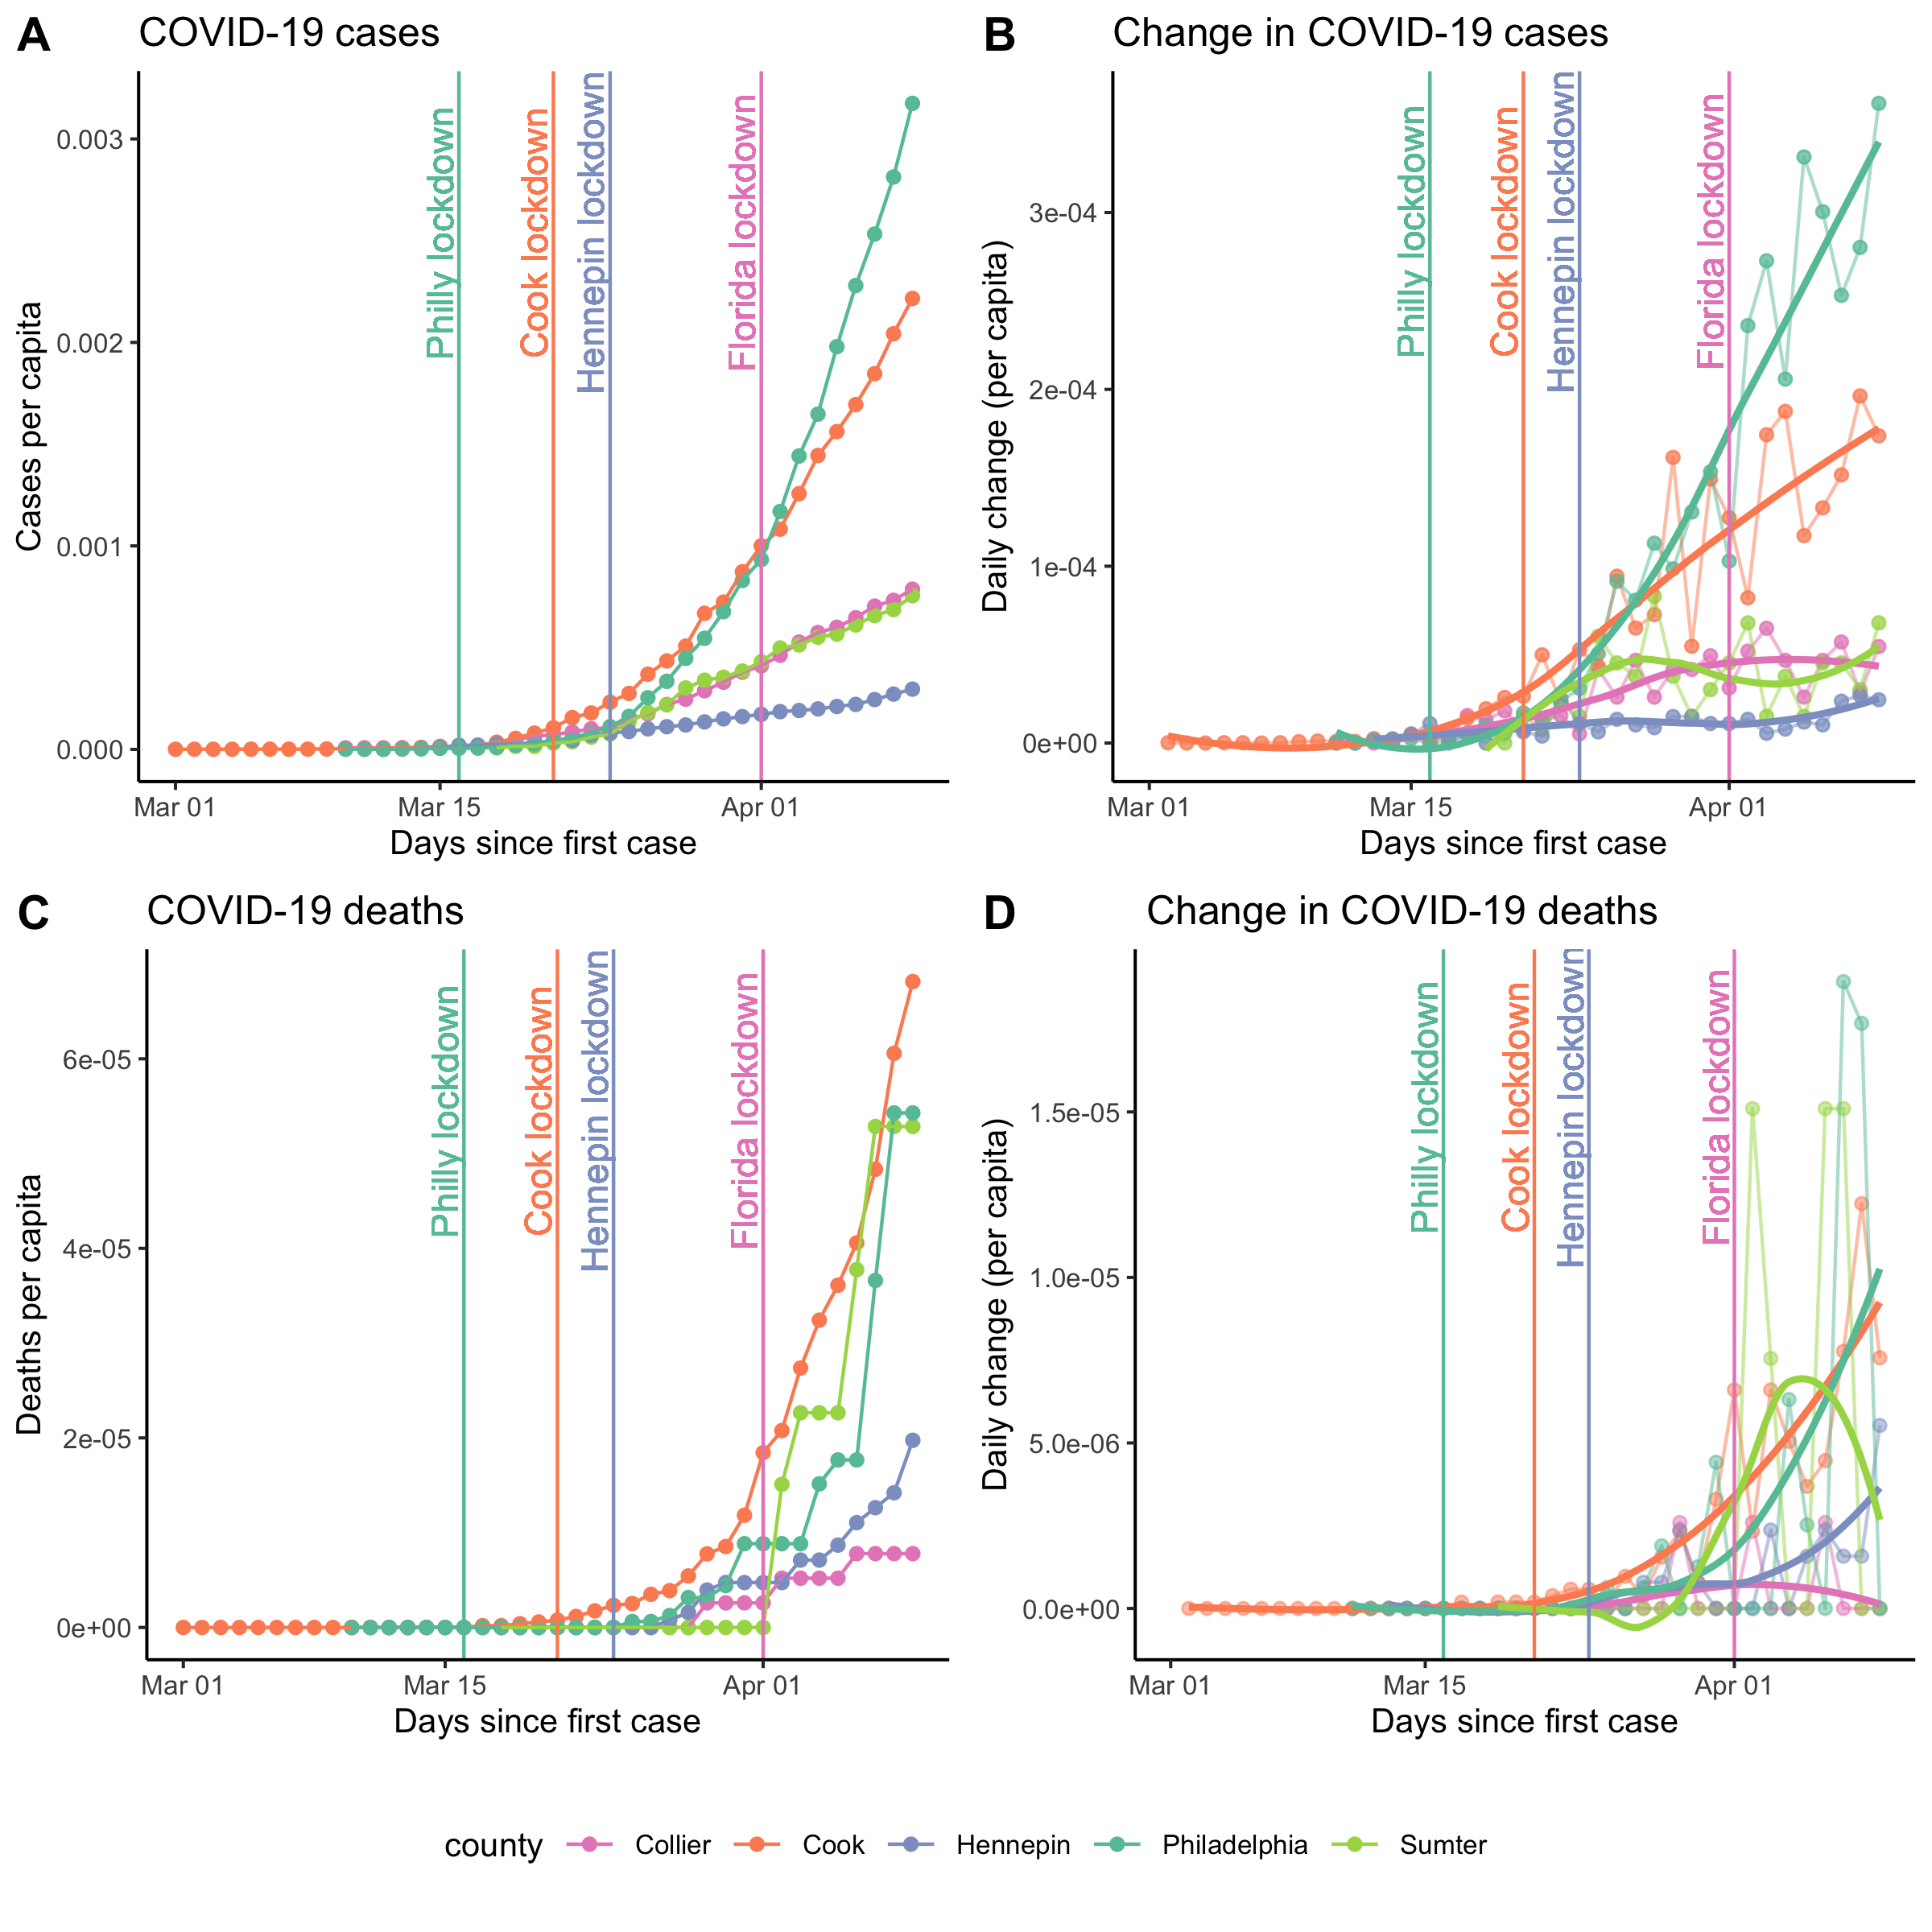 A COVID-19 cases
Cases per capita
0.003
0.002
0.001
0.000
Philly lockdown
Cook lockdown
Hennepin lockdown
Florida lockdown
Mar 01 Mar 15 Apr 01
Days since first case
B Change in COVID-19 cases
Daily change (per capita)
3e-04
2e-04
1e-04
0e+00
Philly lockdown
Cook lockdown
Hennepin lockdown
Florida lockdown
Mar 01 Mar 15 Apr 01
Days since first case
C COVID-19 deaths
Deaths per capita
6e-05
4e-05
2e-05
0e+00
Philly lockdown
Cook lockdown
Hennepin lockdown
Florida lockdown
Mar 01 Mar 15 Apr 01
Days since first case
D Change in COVID-19 deaths
Daily change (per capita)
1.5e-05
1.0e-05
5.0e-06
0.0e+00
Philly lockdown
Cook lockdown
Hennepin lockdown
Florida lockdown
Mar 01 Mar 15 Apr 01
Days since first case
county Collier Cook Hennepin Philadelphia Sumter